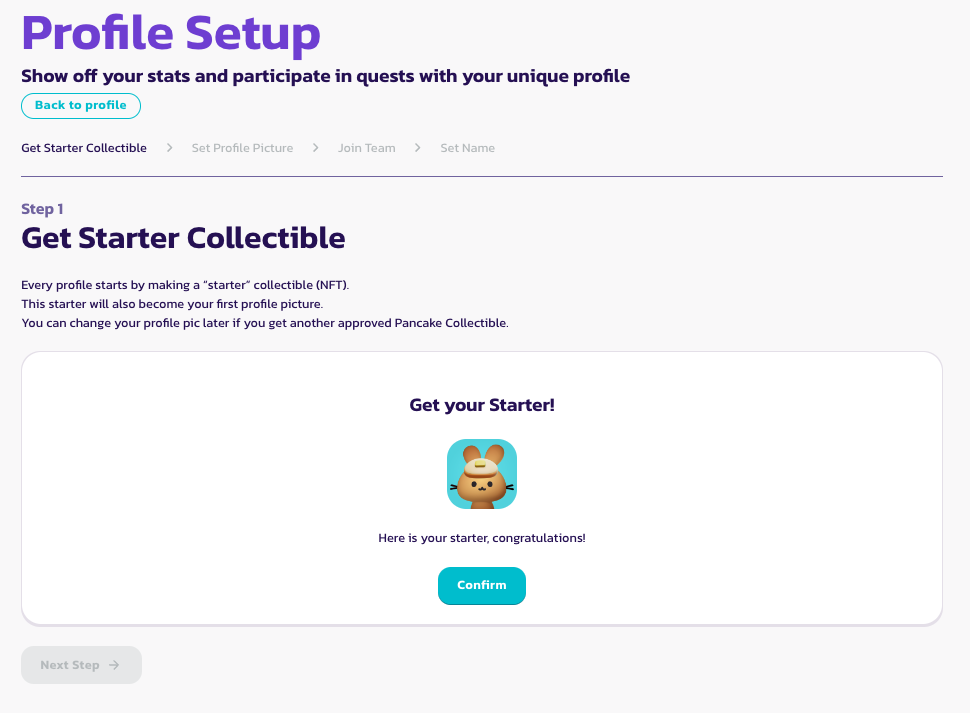 Profile Setup
Show off your stats and participate in quests with your unique profile
Back to profile
Get Starter Collectible > Set Profile Picture > Join Team > Set Name
Step 1
Get Starter Collectible
Every profile starts by making a “starter” collectible (NFT).
This starter will also become your first profile picture.
You can change your profile pic later if you get another approved Pancake Collectible.
Get your Starter!
Here is your starter, congratulations!
Confirm
Next Step →